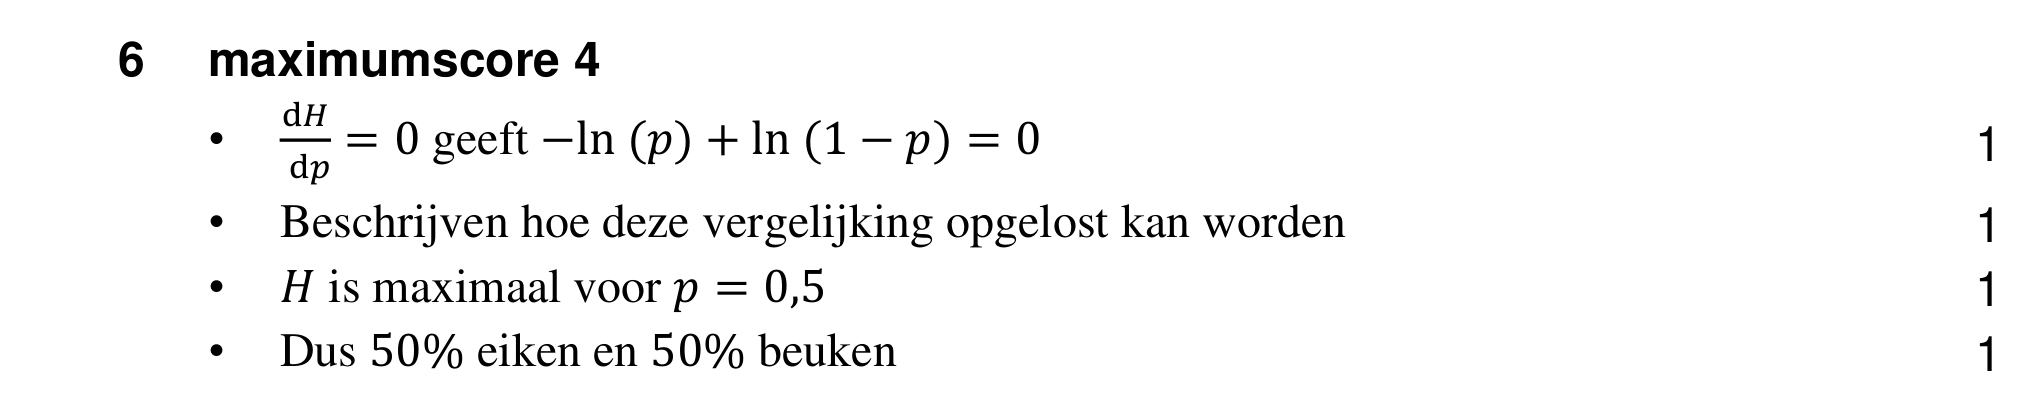 6 maximumscore 4
• dH/dp = 0 geeft −ln (p) + ln (1 − p) = 0 1
• Beschrijven hoe deze vergelijking opgelost kan worden 1
• H is maximaal voor p = 0,5 1
• Dus 50% eiken en 50% beuken 1